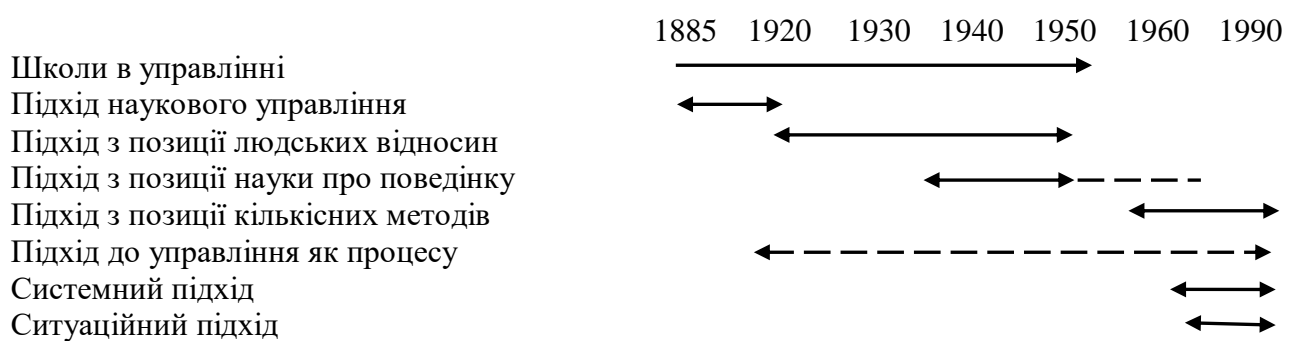 1885 1920 1930 1940 1950 1960 1990
Школи в управлінні
Підхід наукового управління
Підхід з позиції людських відносин
Підхід з позиції науки про поведінку
Підхід з позиції кількісних методів
Підхід до управління як процесу
Системний підхід
Ситуаційний підхід